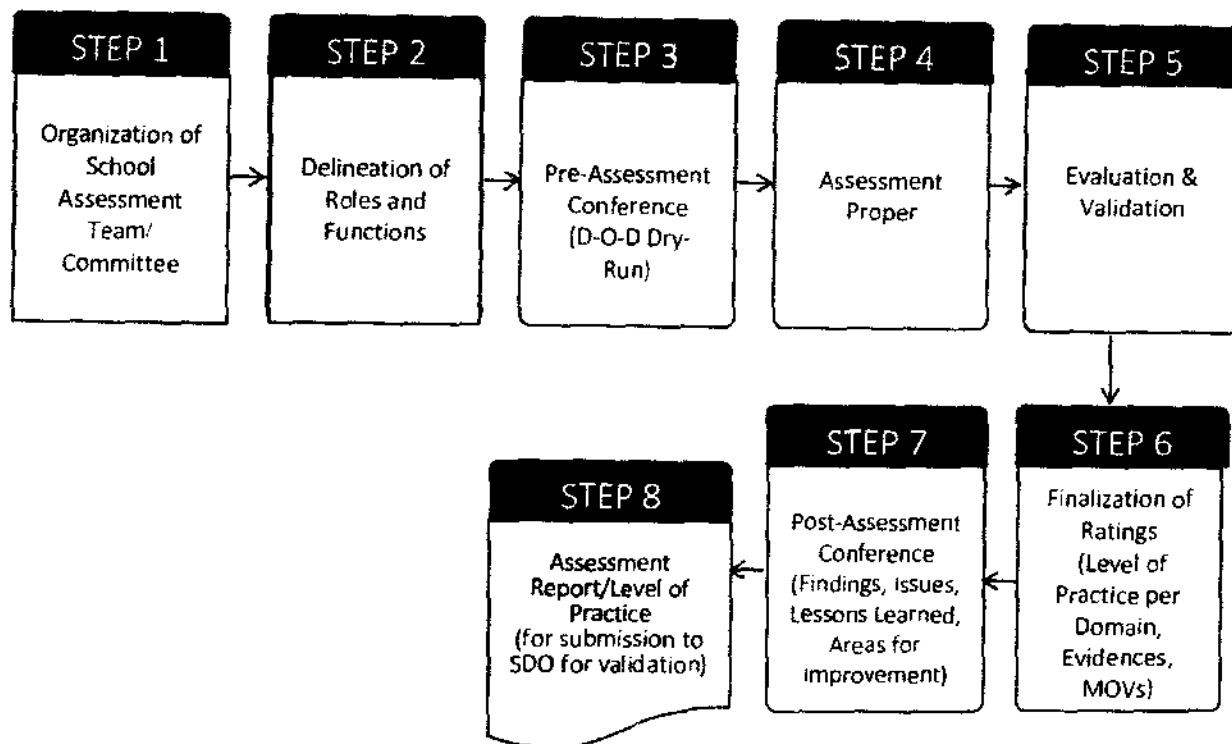 STEP 1
Organization of
School
Assessment
Team/
Committee
STEP 2
Delineation of
Roles and
Functions
STEP 3
Pre-Assessment
Conference
(D-O-D Dry-
Run)
STEP 4
Assessment
Proper
STEP 5
Evaluation &
Validation
STEP 6
Finalization of
Ratings
(Level of
Practice per
Domain,
Evidences,
MOVs)
STEP 7
Post-Assessment
Conference
(Findings, issues,
Lessons Learned,
Areas for
improvement)
STEP 8
Assessment
Report/Level of
Practice
(for submission to
SDO for validation)